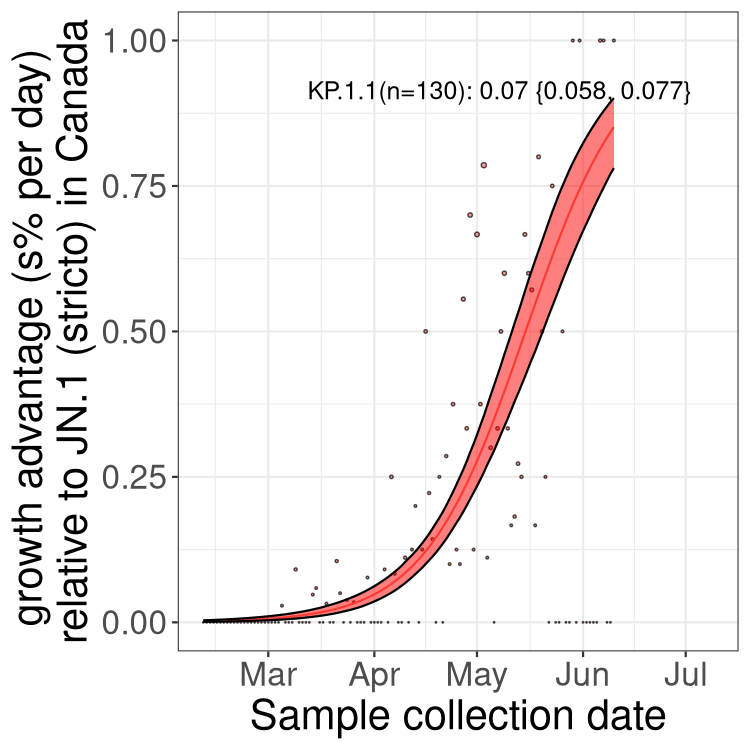 growth advantage (s% per day)
relative to JN.1 (stricto) in Canada
1.00
0.75
0.50
0.25
0.00
KP.1.1(n=130): 0.07 {0.058, 0.077}
Mar Apr May Jun Jul
Sample collection date